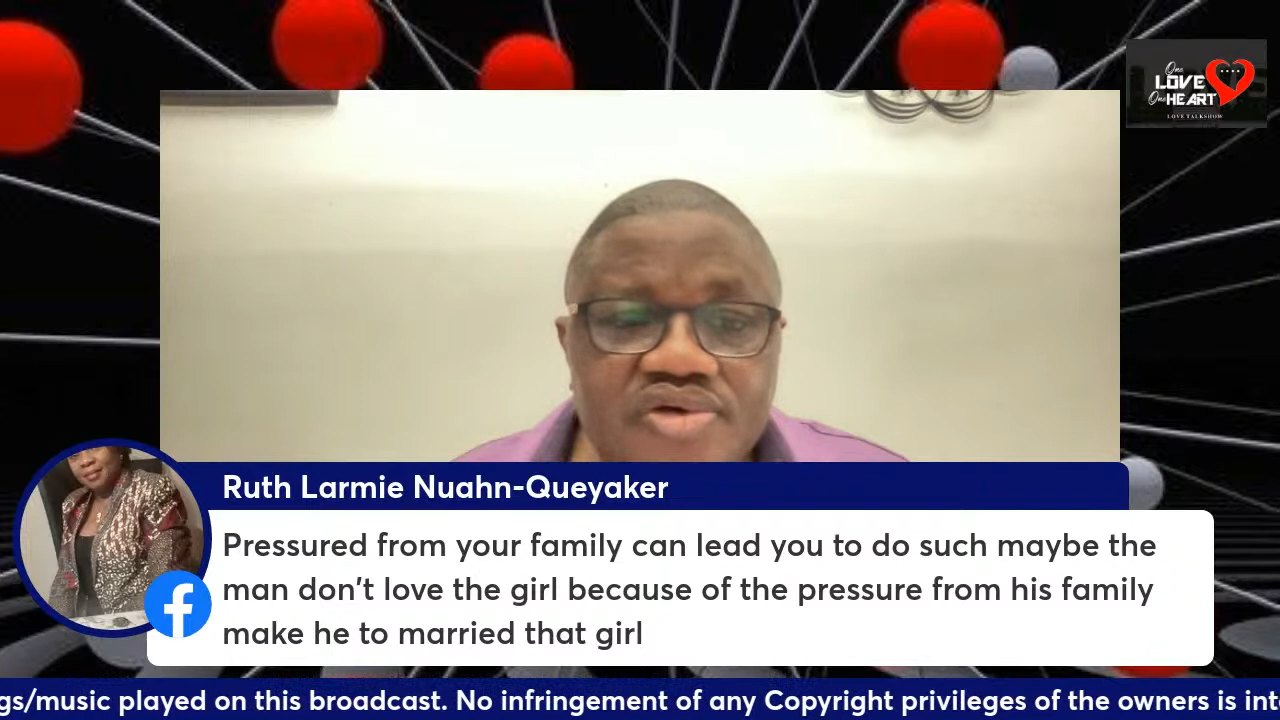 One
LOVE
One HEART
LOVE TALKSHOW
Ruth Larmie Nuahn-Queyaker
Pressured from your family can lead you to do such maybe the
man don't love the girl because of the pressure from his family
make he to married that girl
gs/music played on this broadcast. No infringement of any Copyright privileges of the owners is int